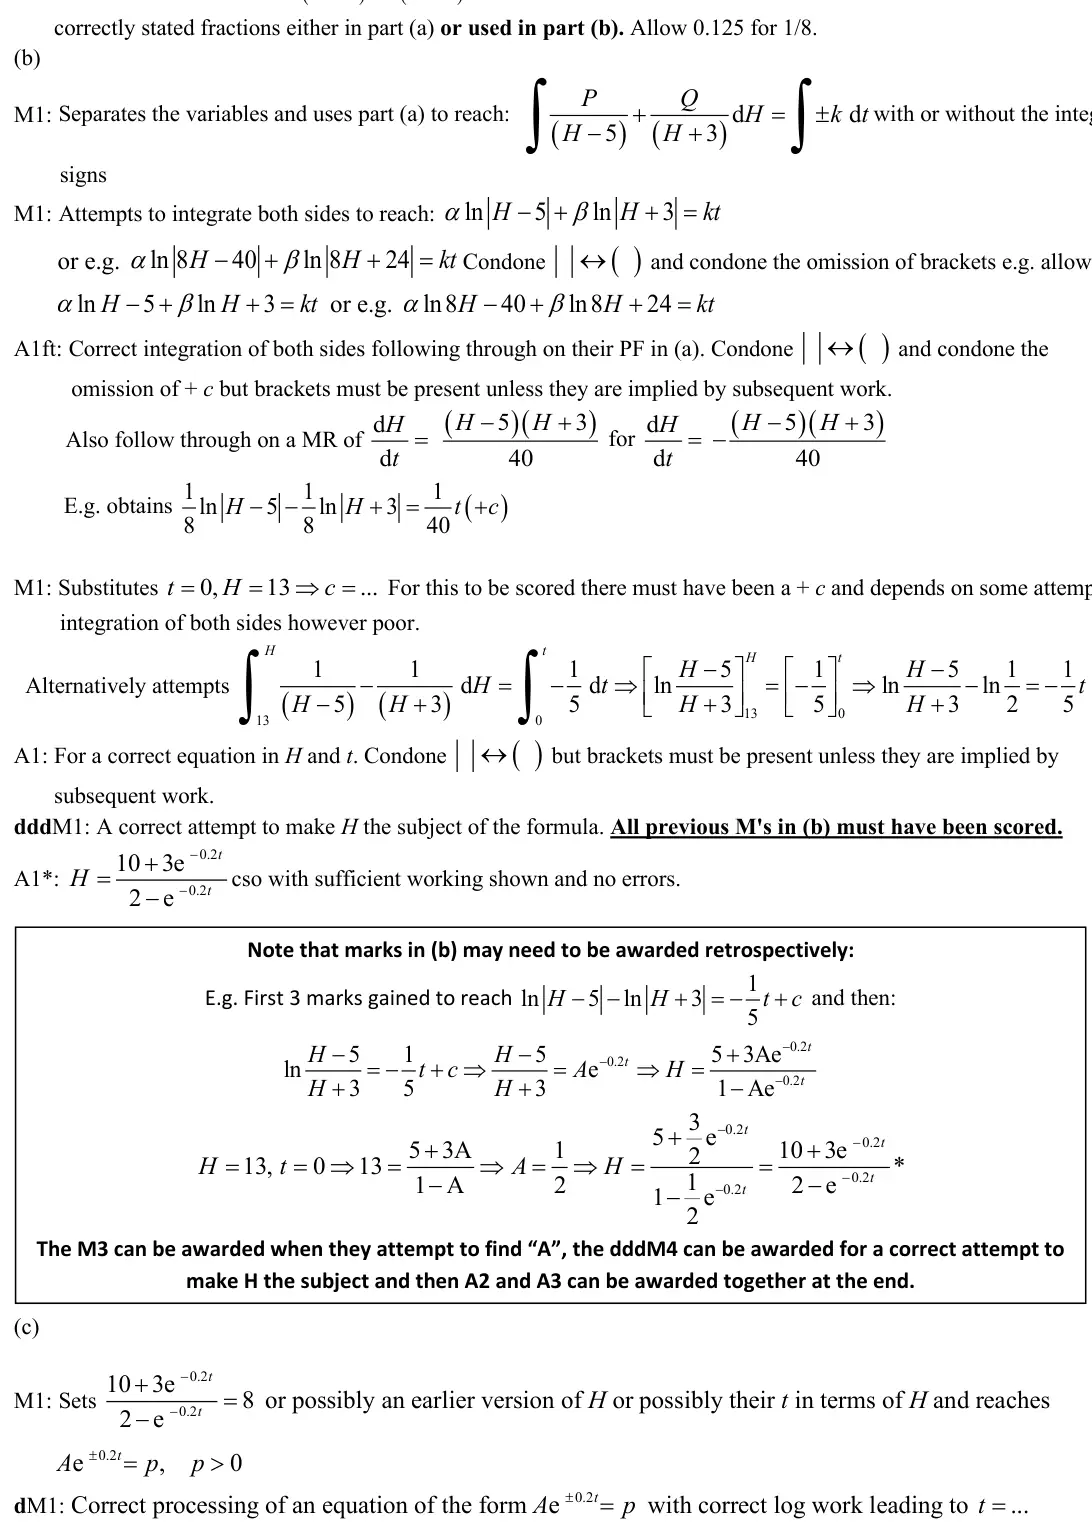 correctly stated fractions either in part (a) or used in part (b). Allow 0.125 for 1/8.
(b)
M1: Separates the variables and uses part (a) to reach: ∫ P/(H − 5) + Q/(H + 3) dH = ∫ ±k dt with or without the integ
signs
M1: Attempts to integrate both sides to reach: α ln|H − 5| + β ln|H + 3| = kt
or e.g. α ln|8H − 40| + β ln|8H + 24| = kt Condone | | ↔ ( ) and condone the omission of brackets e.g. allow
α ln H − 5 + β ln H + 3 = kt or e.g. α ln 8H − 40 + β ln 8H + 24 = kt
A1ft: Correct integration of both sides following through on their PF in (a). Condone | | ↔ ( ) and condone the
omission of + c but brackets must be present unless they are implied by subsequent work.
Also follow through on a MR of dH/dt = (H − 5)(H + 3)/40 for dH/dt = − (H − 5)(H + 3)/40
E.g. obtains 1/8 ln|H − 5| − 1/8 ln|H + 3| = 1/40 t (+c)
M1: Substitutes t = 0, H = 13 ⇒ c = ... For this to be scored there must have been a + c and depends on some attemp
integration of both sides however poor.
Alternatively attempts ∫₁₃^H 1/(H − 5) − 1/(H + 3) dH = ∫₀^t − 1/5 dt ⇒ [ln (H − 5)/(H + 3)]₁₃^H = [− 1/5]₀^t ⇒ ln (H − 5)/(H + 3) − ln 1/2 = − 1/5 t
A1: For a correct equation in H and t. Condone | | ↔ ( ) but brackets must be present unless they are implied by
subsequent work.
dddM1: A correct attempt to make H the subject of the formula. All previous M's in (b) must have been scored.
A1*: H = (10 + 3e^(−0.2t))/(2 − e^(−0.2t)) cso with sufficient working shown and no errors.
Note that marks in (b) may need to be awarded retrospectively:
E.g. First 3 marks gained to reach ln|H − 5| − ln|H + 3| = − 1/5 t + c and then:
ln (H − 5)/(H + 3) = − 1/5 t + c ⇒ (H − 5)/(H + 3) = Ae^(−0.2t) ⇒ H = (5 + 3Ae^(−0.2t))/(1 − Ae^(−0.2t))
H = 13, t = 0 ⇒ 13 = (5 + 3A)/(1 − A) ⇒ A = 1/2 ⇒ H = (5 + 3/2 e^(−0.2t))/(1 − 1/2 e^(−0.2t)) = (10 + 3e^(−0.2t))/(2 − e^(−0.2t)) *
The M3 can be awarded when they attempt to find “A”, the dddM4 can be awarded for a correct attempt to
make H the subject and then A2 and A3 can be awarded together at the end.
(c)
M1: Sets (10 + 3e^(−0.2t))/(2 − e^(−0.2t)) = 8 or possibly an earlier version of H or possibly their t in terms of H and reaches
Ae^(±0.2t) = p, p > 0
dM1: Correct processing of an equation of the form Ae^(±0.2t) = p with correct log work leading to t = ...